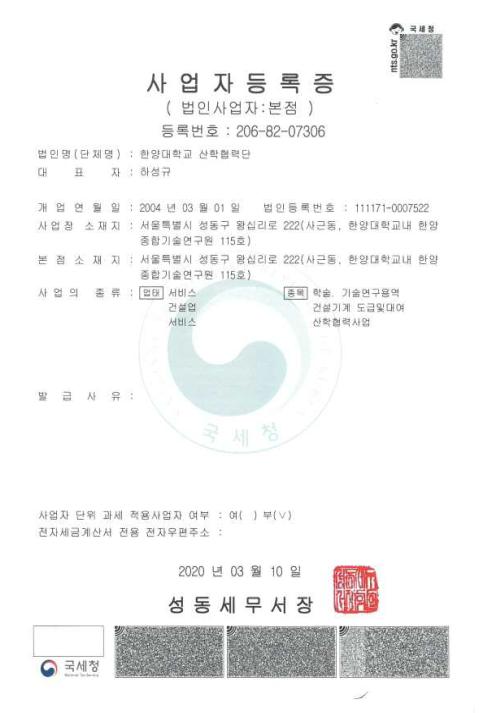 국세청
nts.go.kr
사업자등록증
( 법인사업자:본점 )
등록번호 : 206-82-07306
법인명(단체명) : 한양대학교 산학협력단
대 표 자 : 하성규
개 업 연 월 일 : 2004 년 03 월 01 일 법인등록번호 : 111171-0007522
사업장 소재지 : 서울특별시 성동구 왕십리로 222(사근동, 한양대학교내 한양
종합기술연구원 115호)
본 점 소 재 지 : 서울특별시 성동구 왕십리로 222(사근동, 한양대학교내 한양
종합기술연구원 115호)
사 업 의 종 류 : 업태 서비스 종목 학술, 기술연구용역
건설업 건설기계 도급및대여
서비스 산학협력사업
발 급 사 유 :
국세청
사업자 단위 과세 적용사업자 여부 : 여( ) 부(∨)
전자세금계산서 전용 전자우편주소 :
2020 년 03 월 10 일
성동세무서장
국세청
National Tax Service